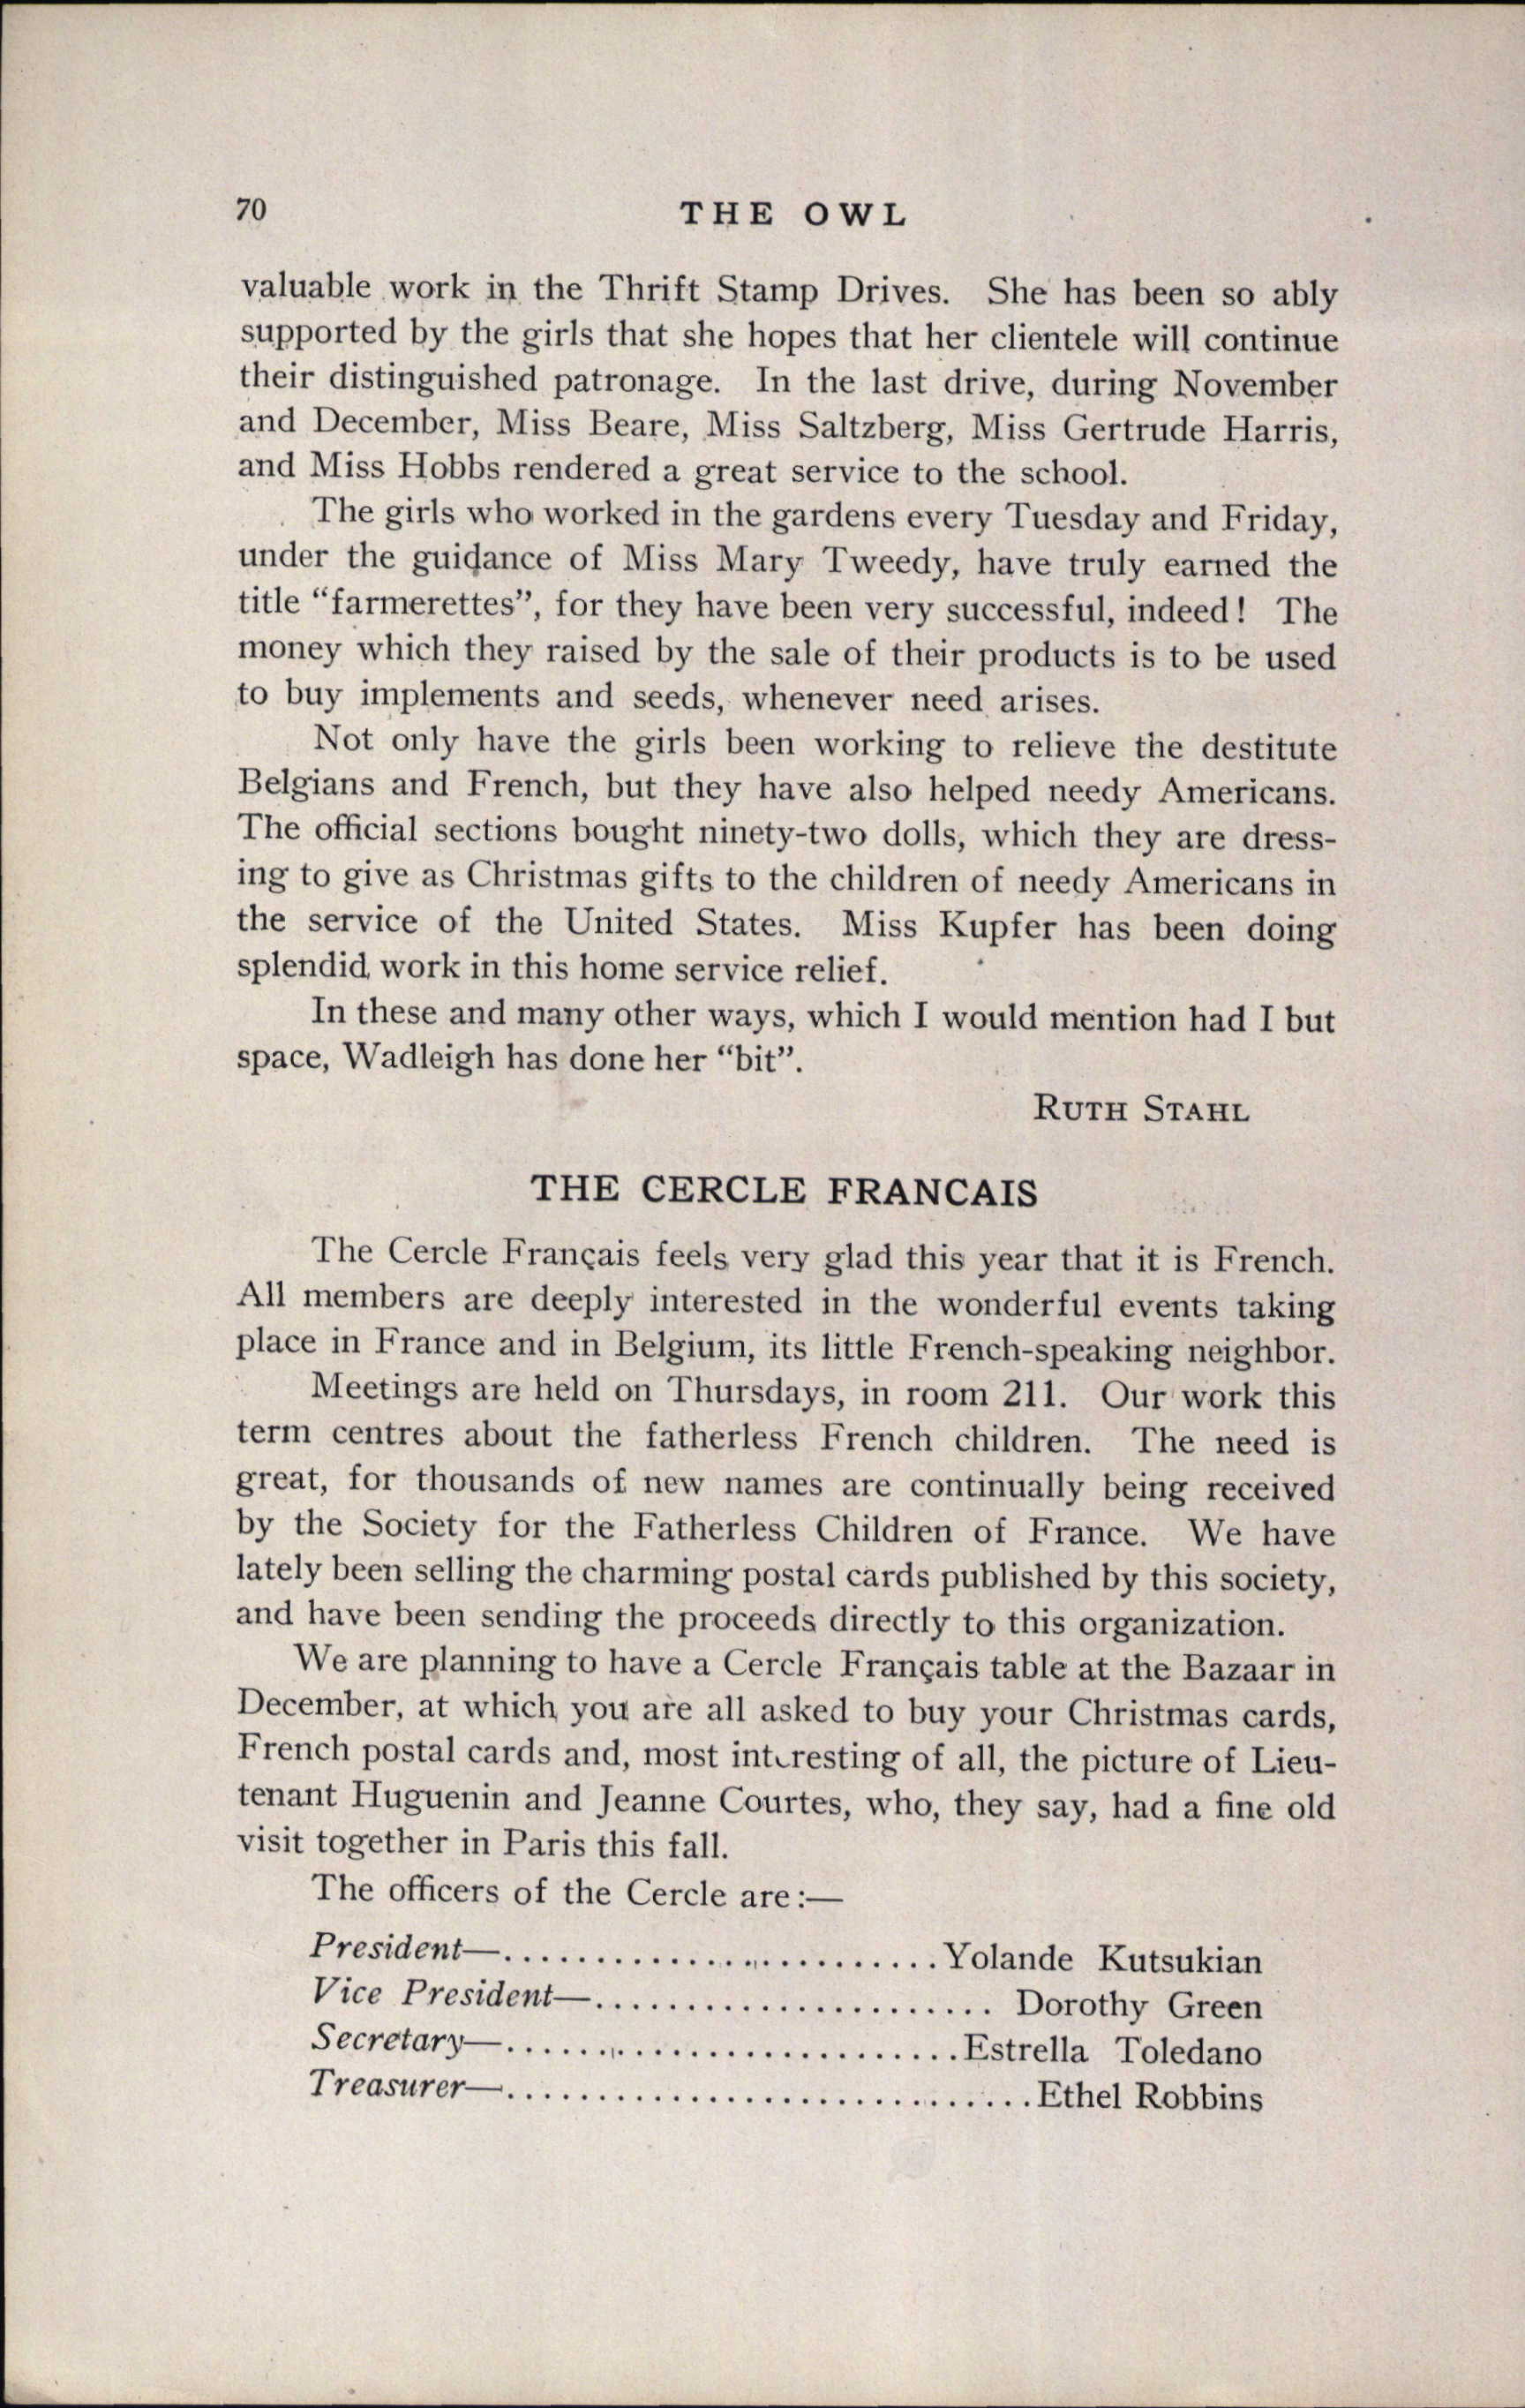 70
THE OWL
valuable work in the Thrift Stamp Drives. She has been so ably
supported by the girls that she hopes that her clientele will continue
their distinguished patronage. In the last drive, during November
and December, Miss Beare, Miss Saltzberg, Miss Gertrude Harris,
and Miss Hobbs rendered a great service to the school.
The girls who worked in the gardens every Tuesday and Friday,
under the guidance of Miss Mary Tweedy, have truly earned the
title “farmerettes”, for they have been very successful, indeed! The
money which they raised by the sale of their products is to be used
to buy implements and seeds, whenever need arises.
Not only have the girls been working to relieve the destitute
Belgians and French, but they have also helped needy Americans.
The official sections bought ninety-two dolls, which they are dress-
ing to give as Christmas gifts to the children of needy Americans in
the service of the United States. Miss Kupfer has been doing
splendid work in this home service relief.
In these and many other ways, which I would mention had I but
space, Wadleigh has done her “bit”.
RUTH STAHL
THE CERCLE FRANCAIS
The Cercle Français feels very glad this year that it is French.
All members are deeply interested in the wonderful events taking
place in France and in Belgium, its little French-speaking neighbor.
Meetings are held on Thursdays, in room 211. Our work this
term centres about the fatherless French children. The need is
great, for thousands of new names are continually being received
by the Society for the Fatherless Children of France. We have
lately been selling the charming postal cards published by this society,
and have been sending the proceeds directly to this organization.
We are planning to have a Cercle Français table at the Bazaar in
December, at which you are all asked to buy your Christmas cards,
French postal cards and, most interesting of all, the picture of Lieu-
tenant Huguenin and Jeanne Courtes, who, they say, had a fine old
visit together in Paris this fall.
The officers of the Cercle are:—
President—..............................Yolande Kutsukian
Vice President—......................... Dorothy Green
Secretary—..............................Estrella Toledano
Treasurer—..................................Ethel Robbins